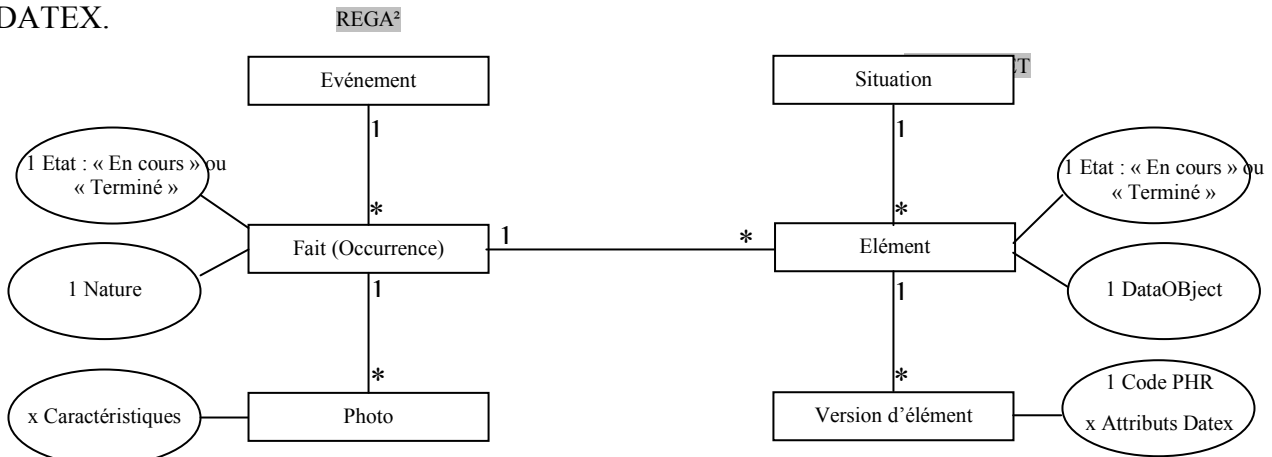 DATEX.
REGA²
Evénement
Situation
1
1
1 Etat : « En cours » ou
« Terminé »
1 Etat : « En cours » ou
« Terminé »
*
*
Fait (Occurrence)
1
*
Elément
1 Nature
1
1
1 DataOBject
*
*
x Caractéristiques
Photo
Version d’élément
1 Code PHR
x Attributs Datex